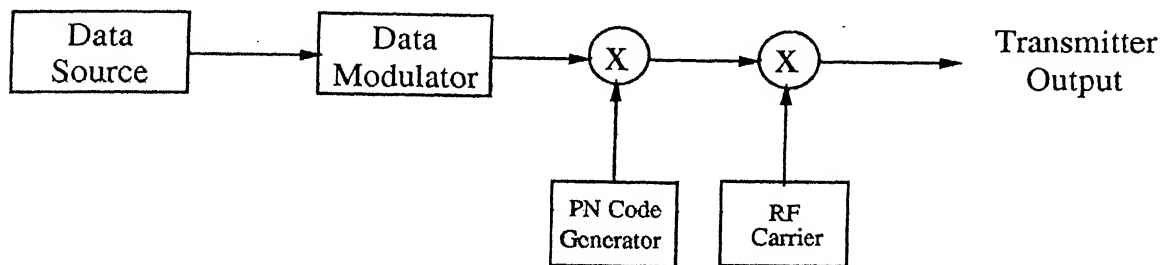 Data
Source
Data
Modulator
X
X
Transmitter
Output
PN Code
Generator
RF
Carrier